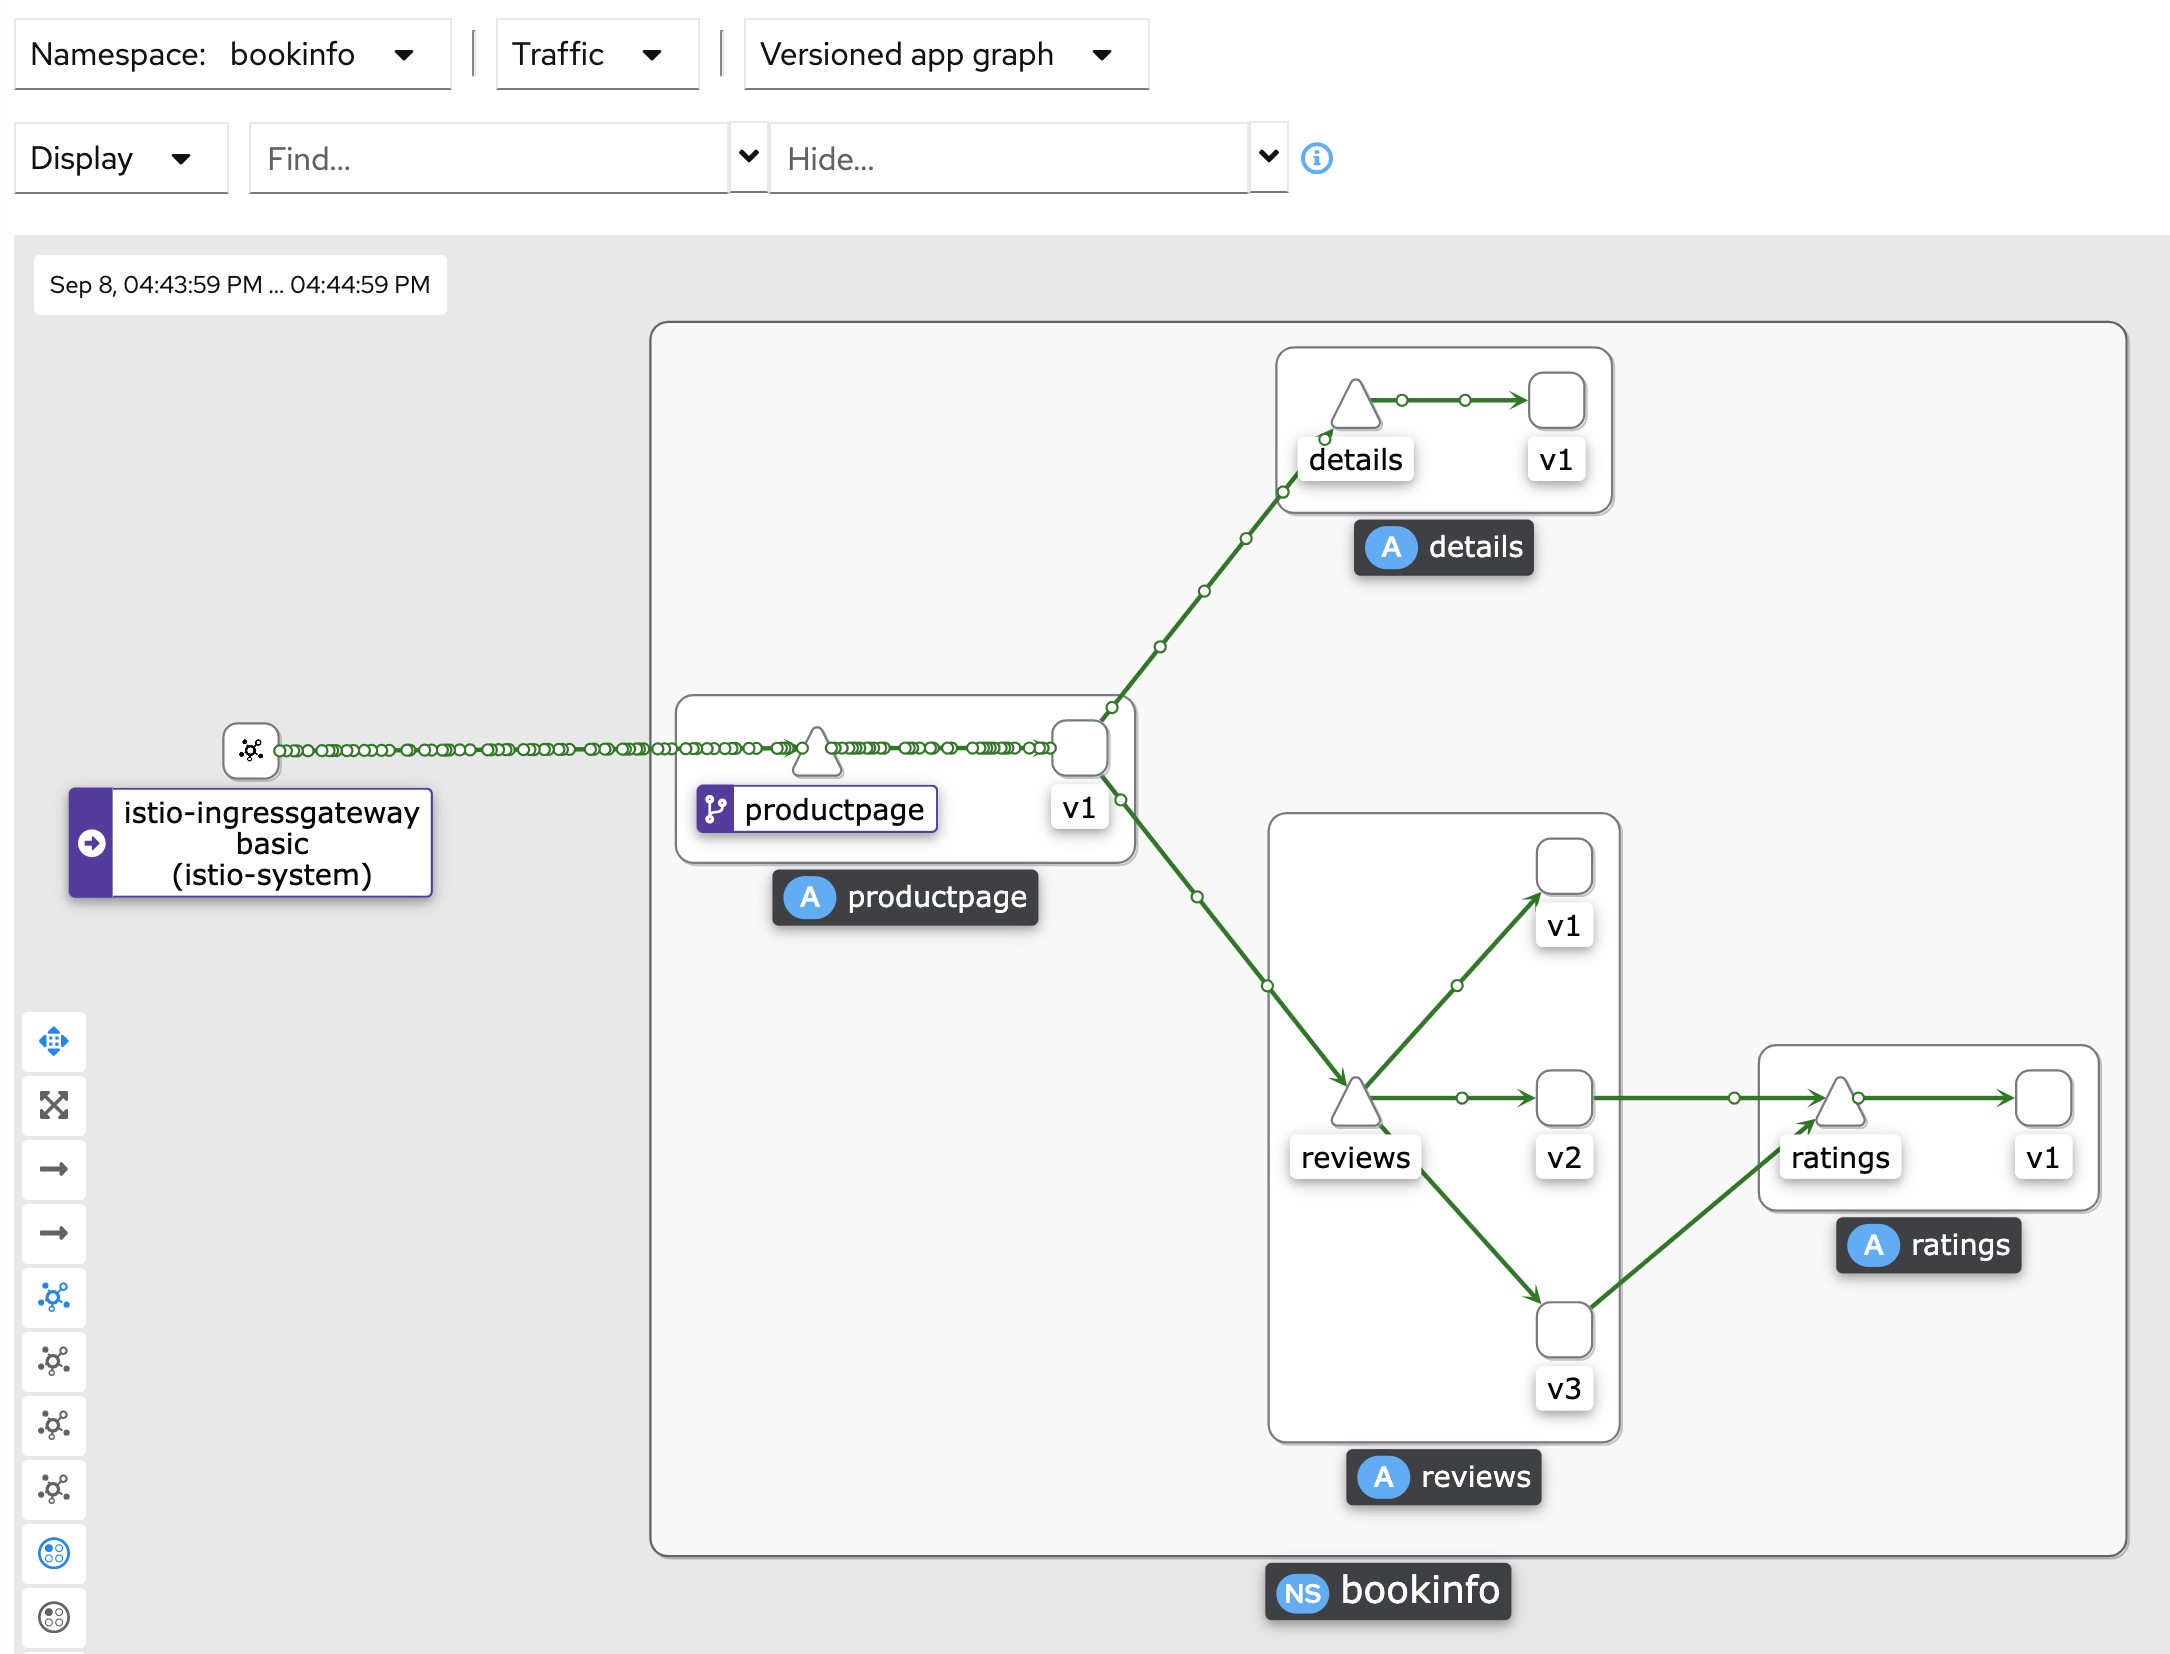 Namespace: bookinfo
Traffic
Versioned app graph
Display
Find...
Hide...
Sep 8, 04:43:59 PM ... 04:44:59 PM
details
v1
A details
istio-ingressgateway
basic
(istio-system)
productpage
v1
A productpage
v1
reviews
v2
v3
A reviews
ratings
v1
A ratings
NS bookinfo